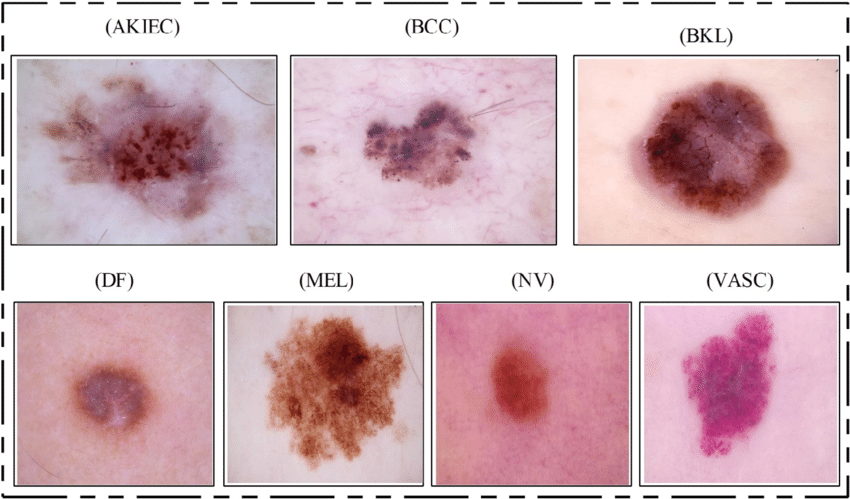 (AKIEC)
(BCC)
(BKL)
(DF)
(MEL)
(NV)
(VASC)